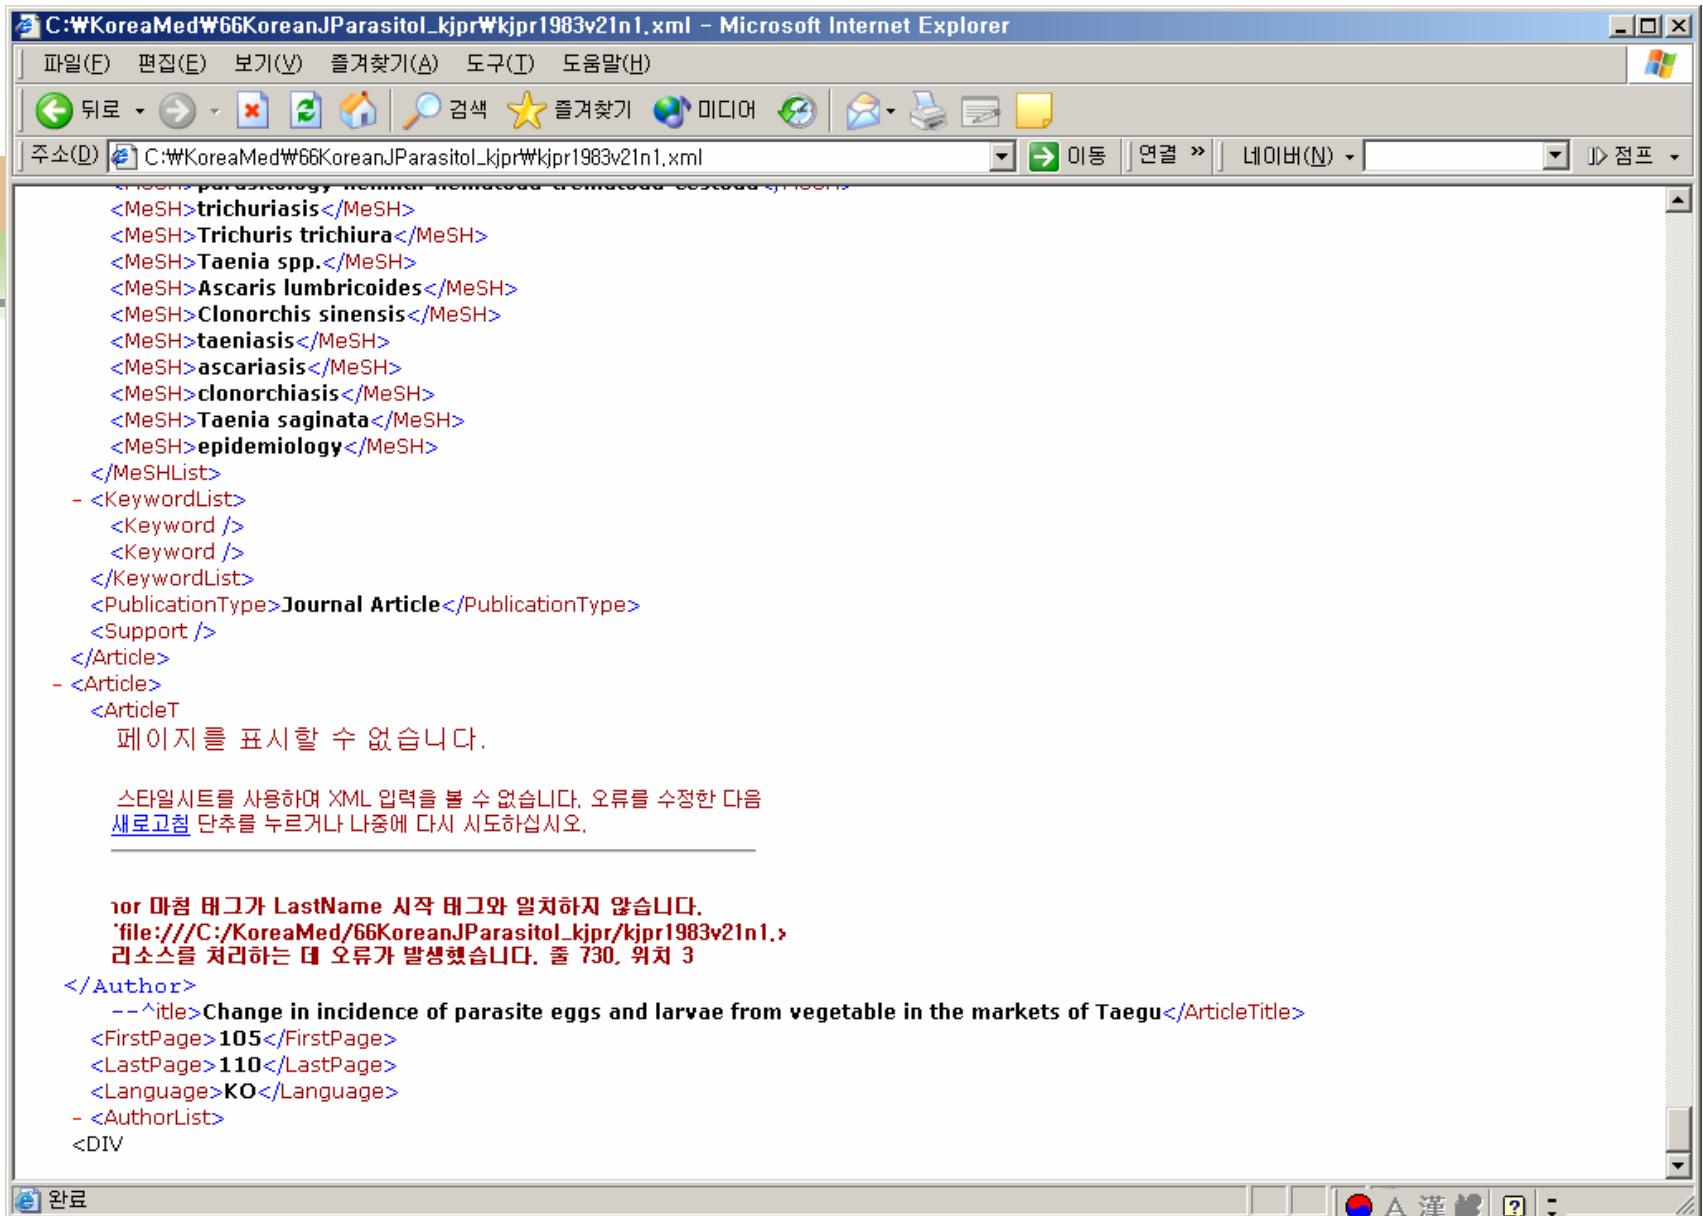 C:₩KoreaMed₩66KoreanJParasitol_kjpr₩kjpr1983v21n1.xml - Microsoft Internet Explorer
파일(F) 편집(E) 보기(V) 즐겨찾기(A) 도구(T) 도움말(H)
뒤로 검색 즐겨찾기 미디어
주소(D) C:₩KoreaMed₩66KoreanJParasitol_kjpr₩kjpr1983v21n1.xml 이동 연결 » 네이버(N) 점프
<MeSH>trichuriasis</MeSH>
<MeSH>Trichuris trichiura</MeSH>
<MeSH>Taenia spp.</MeSH>
<MeSH>Ascaris lumbricoides</MeSH>
<MeSH>Clonorchis sinensis</MeSH>
<MeSH>taeniasis</MeSH>
<MeSH>ascariasis</MeSH>
<MeSH>clonorchiasis</MeSH>
<MeSH>Taenia saginata</MeSH>
<MeSH>epidemiology</MeSH>
</MeSHList>
- <KeywordList>
<Keyword />
<Keyword />
</KeywordList>
<PublicationType>Journal Article</PublicationType>
<Support />
</Article>
- <Article>
<ArticleT
페이지를 표시할 수 없습니다.
스타일시트를 사용하여 XML 입력을 볼 수 없습니다. 오류를 수정한 다음
새로고침 단추를 누르거나 나중에 다시 시도하십시오.
마침 태그가 LastName 시작 태그와 일치하지 않습니다.
'file:///C:/KoreaMed/66KoreanJParasitol_kjpr/kjpr1983v21n1.
리소스를 처리하는 데 오류가 발생했습니다. 줄 730, 위치 3
</Author>
--^itle>Change in incidence of parasite eggs and larvae from vegetable in the markets of Taegu</ArticleTitle>
<FirstPage>105</FirstPage>
<LastPage>110</LastPage>
<Language>KO</Language>
- <AuthorList>
<DIV
완료 A 漢 ?